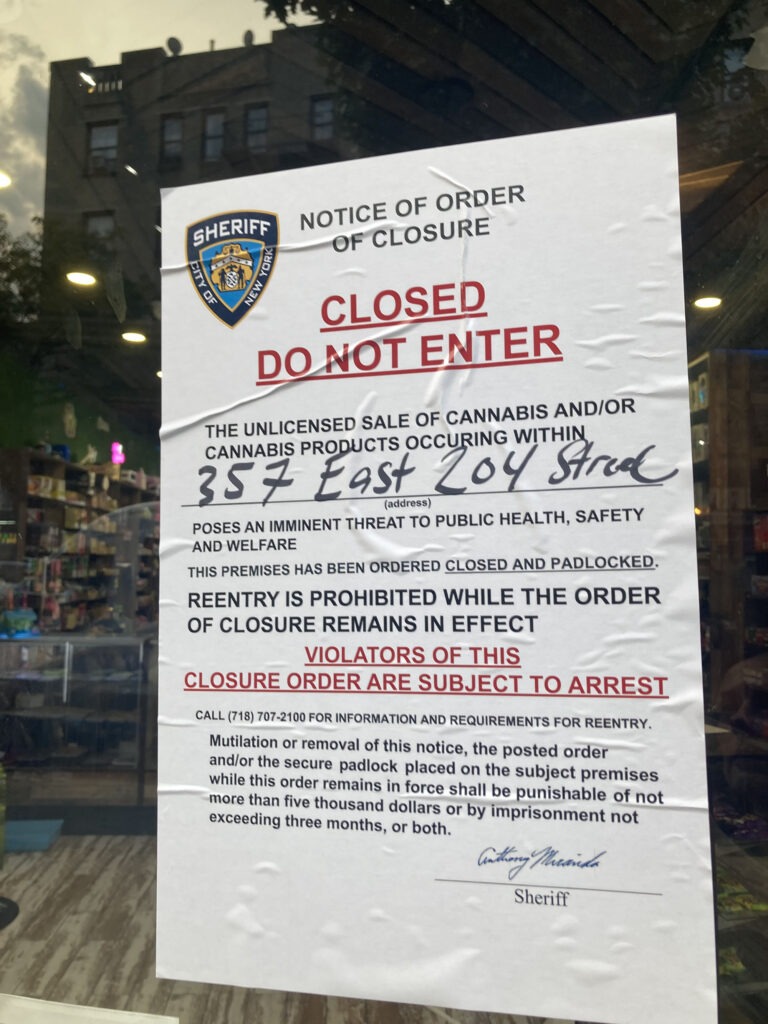 SHERIFF
CITY OF NEW YORK
NOTICE OF ORDER
OF CLOSURE
CLOSED
DO NOT ENTER
THE UNLICENSED SALE OF CANNABIS AND/OR
CANNABIS PRODUCTS OCCURING WITHIN
357 East 204 Street
(address)
POSES AN IMMINENT THREAT TO PUBLIC HEALTH, SAFETY
AND WELFARE
THIS PREMISES HAS BEEN ORDERED CLOSED AND PADLOCKED.
REENTRY IS PROHIBITED WHILE THE ORDER
OF CLOSURE REMAINS IN EFFECT
VIOLATORS OF THIS
CLOSURE ORDER ARE SUBJECT TO ARREST
CALL (718) 707-2100 FOR INFORMATION AND REQUIREMENTS FOR REENTRY.
Mutilation or removal of this notice, the posted order
and/or the secure padlock placed on the subject premises
while this order remains in force shall be punishable of not
more than five thousand dollars or by imprisonment not
exceeding three months, or both.
Anthony Miranda
Sheriff